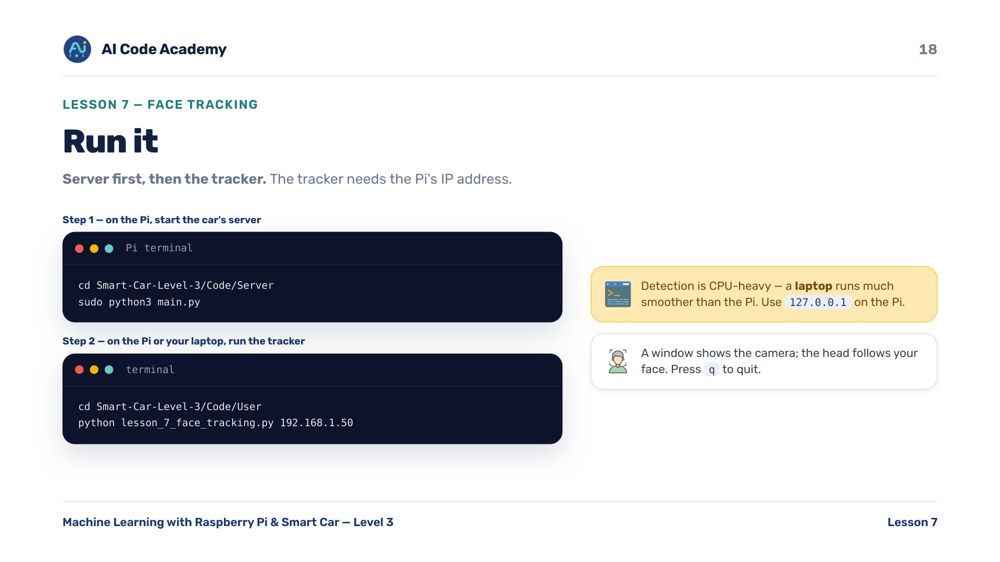 AI Code Academy
18
LESSON 7 — FACE TRACKING
Run it
Server first, then the tracker. The tracker needs the Pi's IP address.
Step 1 — on the Pi, start the car's server
Pi terminal
cd Smart-Car-Level-3/Code/Server
sudo python3 main.py
Step 2 — on the Pi or your laptop, run the tracker
terminal
cd Smart-Car-Level-3/Code/User
python lesson_7_face_tracking.py 192.168.1.50
Detection is CPU-heavy — a laptop runs much
smoother than the Pi. Use 127.0.0.1 on the Pi.
A window shows the camera; the head follows your
face. Press q to quit.
Machine Learning with Raspberry Pi & Smart Car — Level 3
Lesson 7